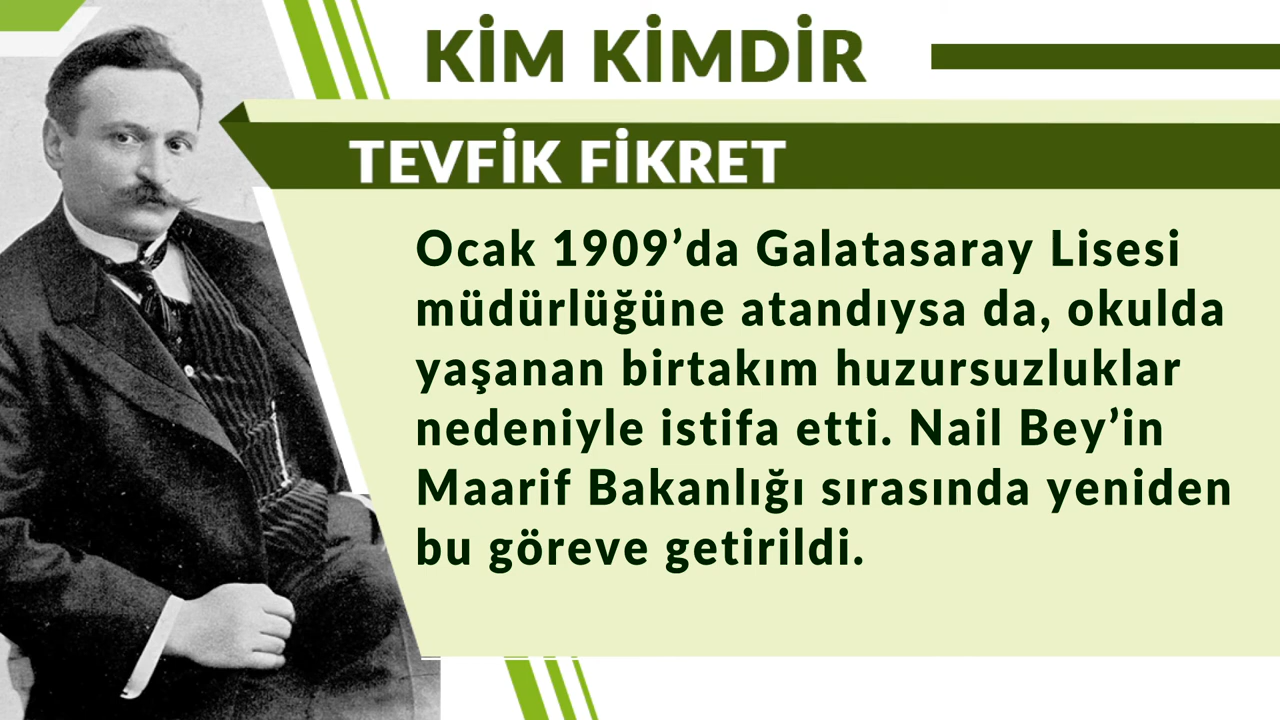 KİM KİMDİR
TEVFİK FİKRET
Ocak 1909’da Galatasaray Lisesi
müdürlüğüne atandıysa da, okulda
yaşanan birtakım huzursuzluklar
nedeniyle istifa etti. Nail Bey’in
Maarif Bakanlığı sırasında yeniden
bu göreve getirildi.